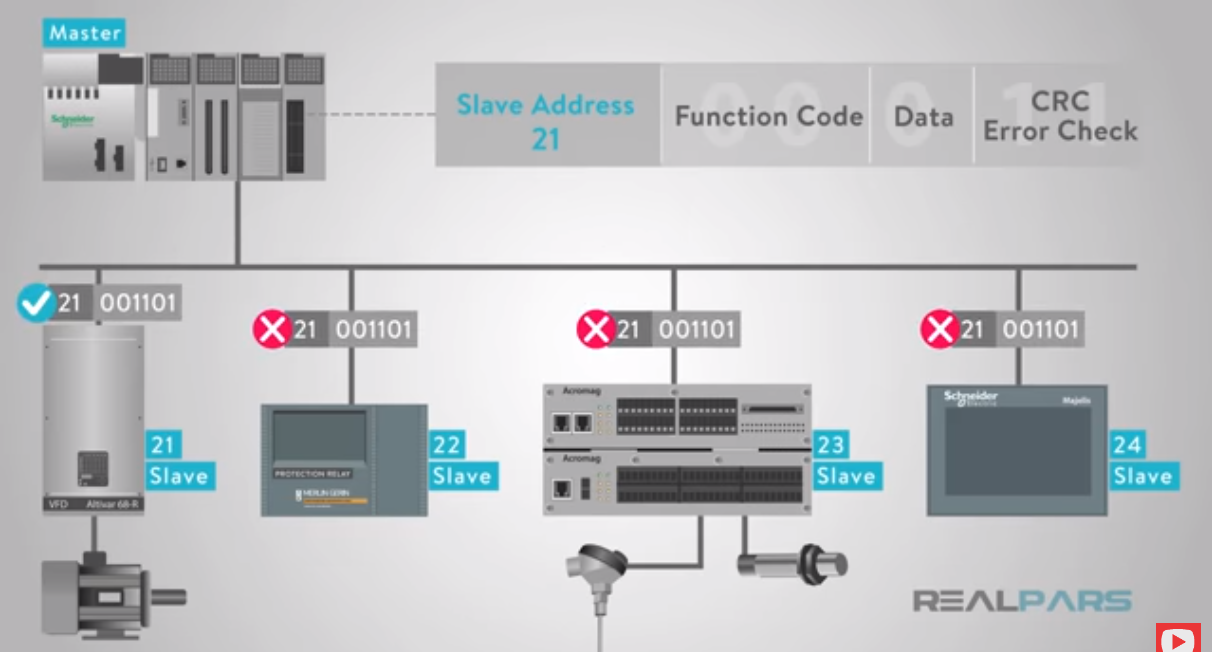 Master
Schneider
Electric
Slave Address
21
Function Code
Data
CRC
Error Check
21 001101
21 001101
21 001101
21 001101
21
Slave
VFD Altivar 68-R
22
Slave
PROTECTION RELAY
MERLIN GERIN
Acromag
Acromag
23
Slave
Schneider
Electric
Magelis
24
Slave
REALPARS